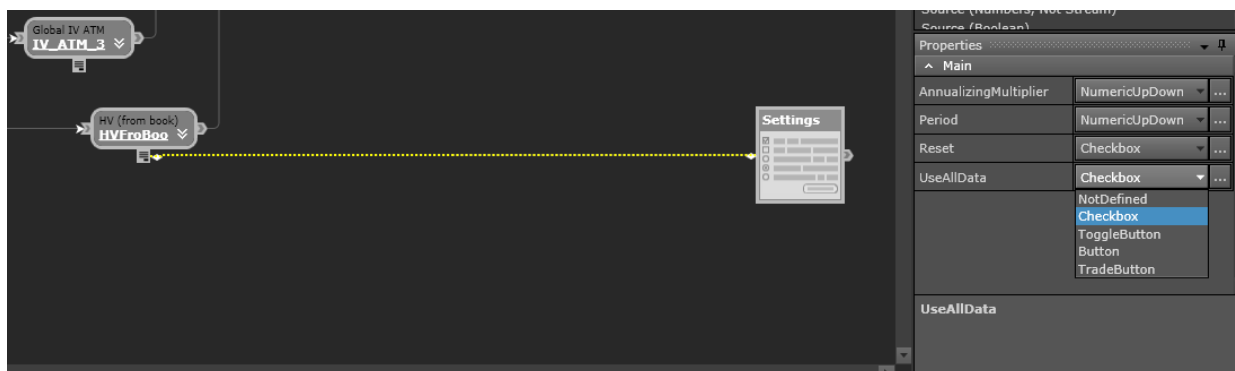 Global IV ATM
IV_ATM_3
HV (from book)
HVFroBoo
Settings
Source (Numbers, Not Stream)
Source (Boolean)
Properties
Main
AnnualizingMultiplier NumericUpDown ...
Period NumericUpDown ...
Reset Checkbox ...
UseAllData Checkbox ...
NotDefined
Checkbox
ToggleButton
Button
TradeButton
UseAllData